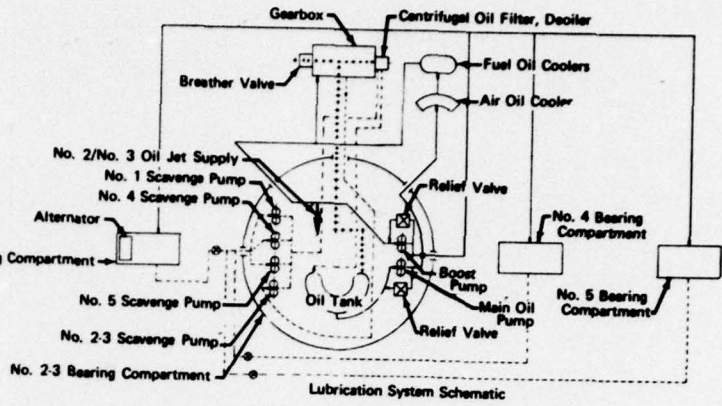 Gearbox
Centrifugal Oil Filter, Deoiler
Breather Valve
Fuel Oil Coolers
Air Oil Cooler
No. 2/No. 3 Oil Jet Supply
No. 1 Scavenge Pump
No. 4 Scavenge Pump
Relief Valve
Alternator
No. 4 Bearing
Compartment
g Compartment
Boost
Pump
No. 5 Scavenge Pump
Oil Tank
Main Oil
Pump
No. 5 Bearing
Compartment
No. 2-3 Scavenge Pump
Relief Valve
No. 2-3 Bearing Compartment
Lubrication System Schematic